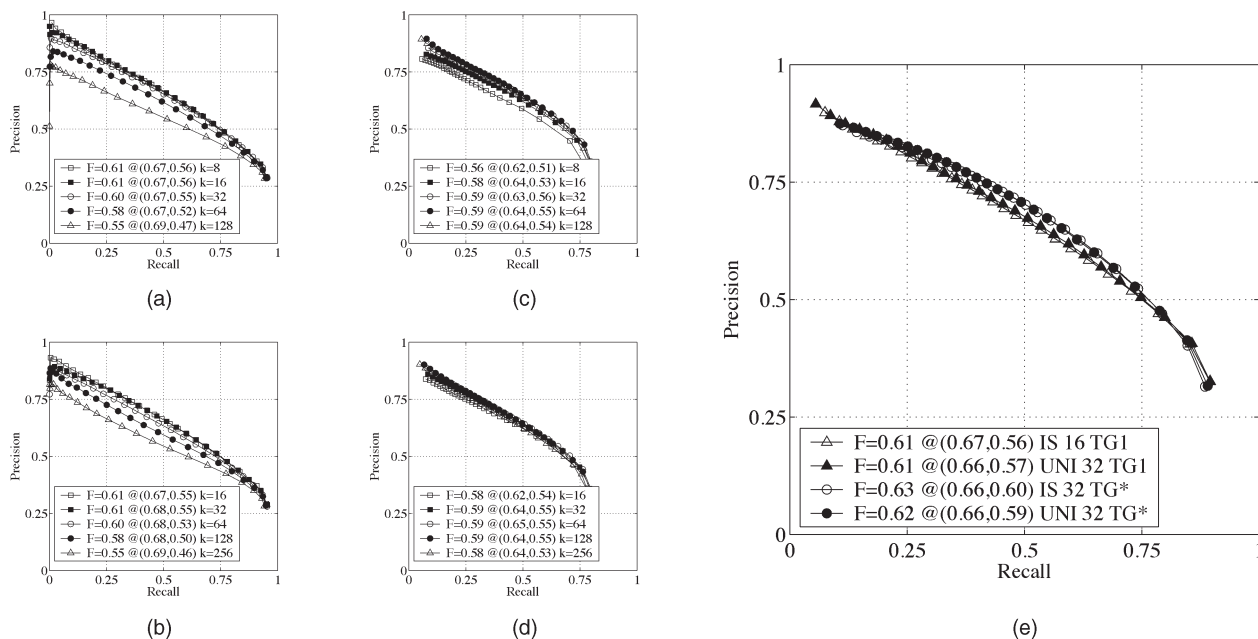 1
0.75
0.5
0.25
0
Precision
F=0.61 @(0.67,0.56) k=8
F=0.61 @(0.67,0.56) k=16
F=0.60 @(0.67,0.55) k=32
F=0.58 @(0.67,0.52) k=64
F=0.55 @(0.69,0.47) k=128
0 0.25 0.5 0.75 1
Recall
(a)
1
0.75
0.5
0.25
0
Precision
F=0.56 @(0.62,0.51) k=8
F=0.58 @(0.64,0.53) k=16
F=0.59 @(0.63,0.56) k=32
F=0.59 @(0.64,0.55) k=64
F=0.59 @(0.64,0.54) k=128
0 0.25 0.5 0.75 1
Recall
(c)
1
0.75
0.5
0.25
0
Precision
F=0.61 @(0.67,0.55) k=16
F=0.61 @(0.68,0.55) k=32
F=0.60 @(0.68,0.53) k=64
F=0.58 @(0.68,0.50) k=128
F=0.55 @(0.69,0.46) k=256
0 0.25 0.5 0.75 1
Recall
(b)
1
0.75
0.5
0.25
0
Precision
F=0.58 @(0.62,0.54) k=16
F=0.59 @(0.64,0.55) k=32
F=0.59 @(0.65,0.55) k=64
F=0.59 @(0.64,0.55) k=128
F=0.58 @(0.64,0.53) k=256
0 0.25 0.5 0.75 1
Recall
(d)
1
0.75
0.5
0.25
0
Precision
F=0.61 @(0.67,0.56) IS 16 TG1
F=0.61 @(0.66,0.57) UNI 32 TG1
F=0.63 @(0.66,0.60) IS 32 TG*
F=0.62 @(0.66,0.59) UNI 32 TG*
0 0.25 0.5 0.75 1
Recall
(e)